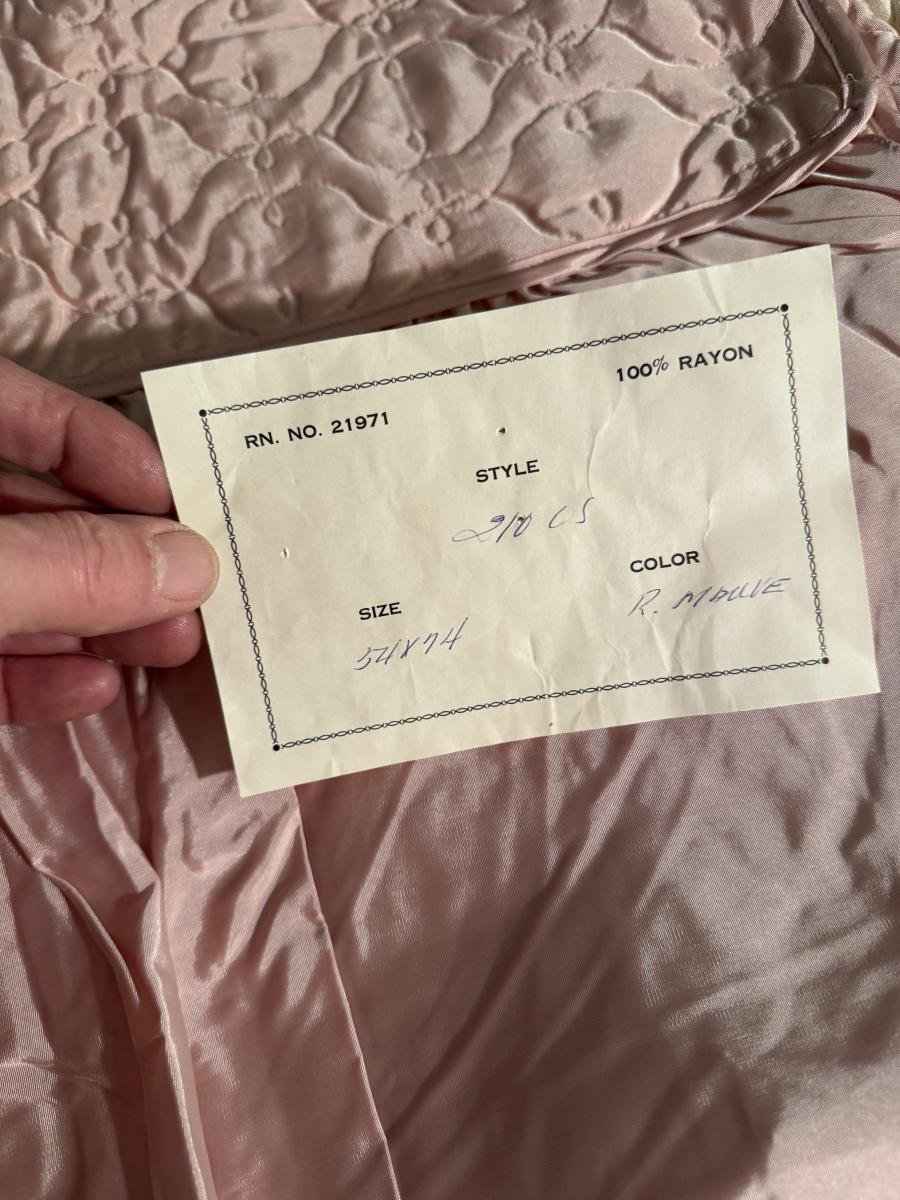 100% RAYON
RN. NO. 21971
STYLE
210 CS
COLOR
R. MAUVE
SIZE
54X74